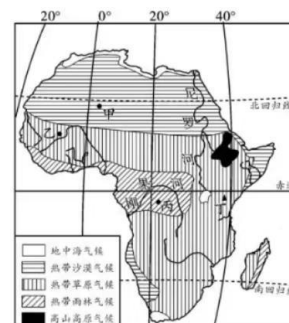 20° 0° 20° 40°
甲
尼
罗
河
北回归线
刚
果
河
丙
赤
丁
南回归线
地中海气候
热带沙漠气候
热带草原气候
热带雨林气候
高山高原气候